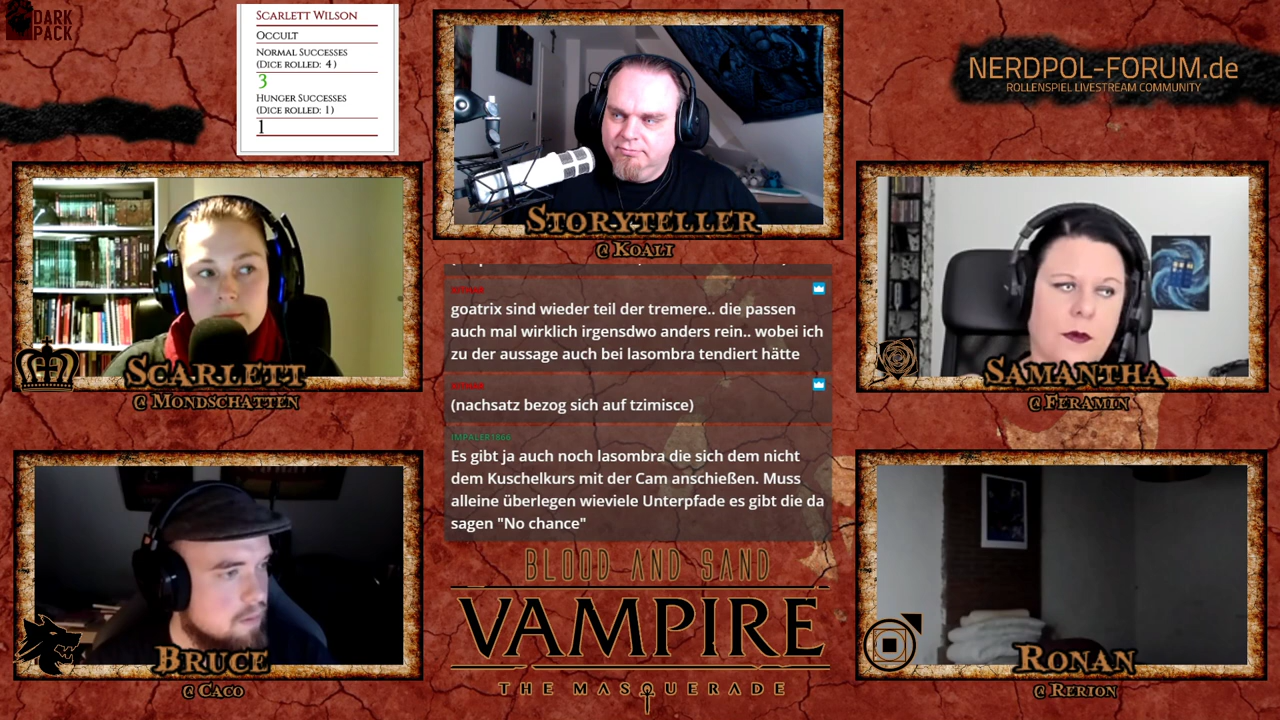 DARK
PACK
SCARLETT WILSON
OCCULT
NORMAL SUCCESSES
(DICE ROLLED: 4 )
3
HUNGER SUCCESSES
(DICE ROLLED: 1)
1
NERDPOL-FORUM.de
ROLLENSPIEL LIVESTREAM COMMUNITY
STORYTELLER
@ KOALI
SCARLETT
@ MONDSCHATTEN
SAMANTHA
@ FERAMIN
goatrix sind wieder teil der tremere.. die passen
auch mal wirklich irgensdwo anders rein.. wobei ich
zu der aussage auch bei lasombra tendiert hätte
(nachsatz bezog sich auf tzimisce)
IMPALER1866
Es gibt ja auch noch lasombra die sich dem nicht
dem Kuschelkurs mit der Cam anschießen. Muss
alleine überlegen wieviele Unterpfade es gibt die da
sagen "No chance"
BRUCE
@ CACO
BLOOD AND SAND
VAMPIRE
THE MASQUERADE
RONAN
@ RERION